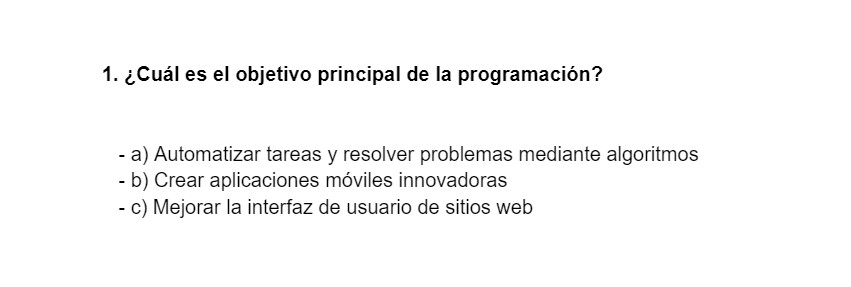 1. ¿Cuál es el objetivo principal de la programación?
- a) Automatizar tareas y resolver problemas mediante algoritmos
- b) Crear aplicaciones móviles innovadoras
- c) Mejorar la interfaz de usuario de sitios web